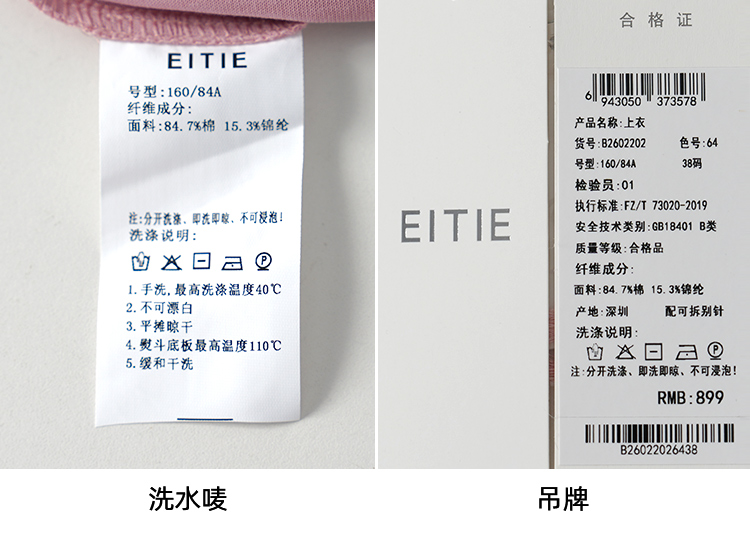 EITIE
号型:160/84A
纤维成分:
面料:84.7%棉 15.3%锦纶
注:分开洗涤、即洗即晾、不可浸泡!
洗涤说明:
1.手洗,最高洗涤温度40℃
2.不可漂白
3.平摊晾干
4.熨斗底板最高温度110℃
5.缓和干洗
洗水唛
EITIE
合格证
6 943050 373578
产品名称:上衣
货号:B2602202 色号:64
号型:160/84A 38码
检验员:01
执行标准:FZ/T 73020-2019
安全技术类别:GB18401 B类
质量等级:合格品
纤维成分:
面料:84.7%棉 15.3%锦纶
产地:深圳 配可拆别针
洗涤说明:
注:分开洗涤、即洗即晾、不可浸泡!
RMB:899
B26022026438
吊牌